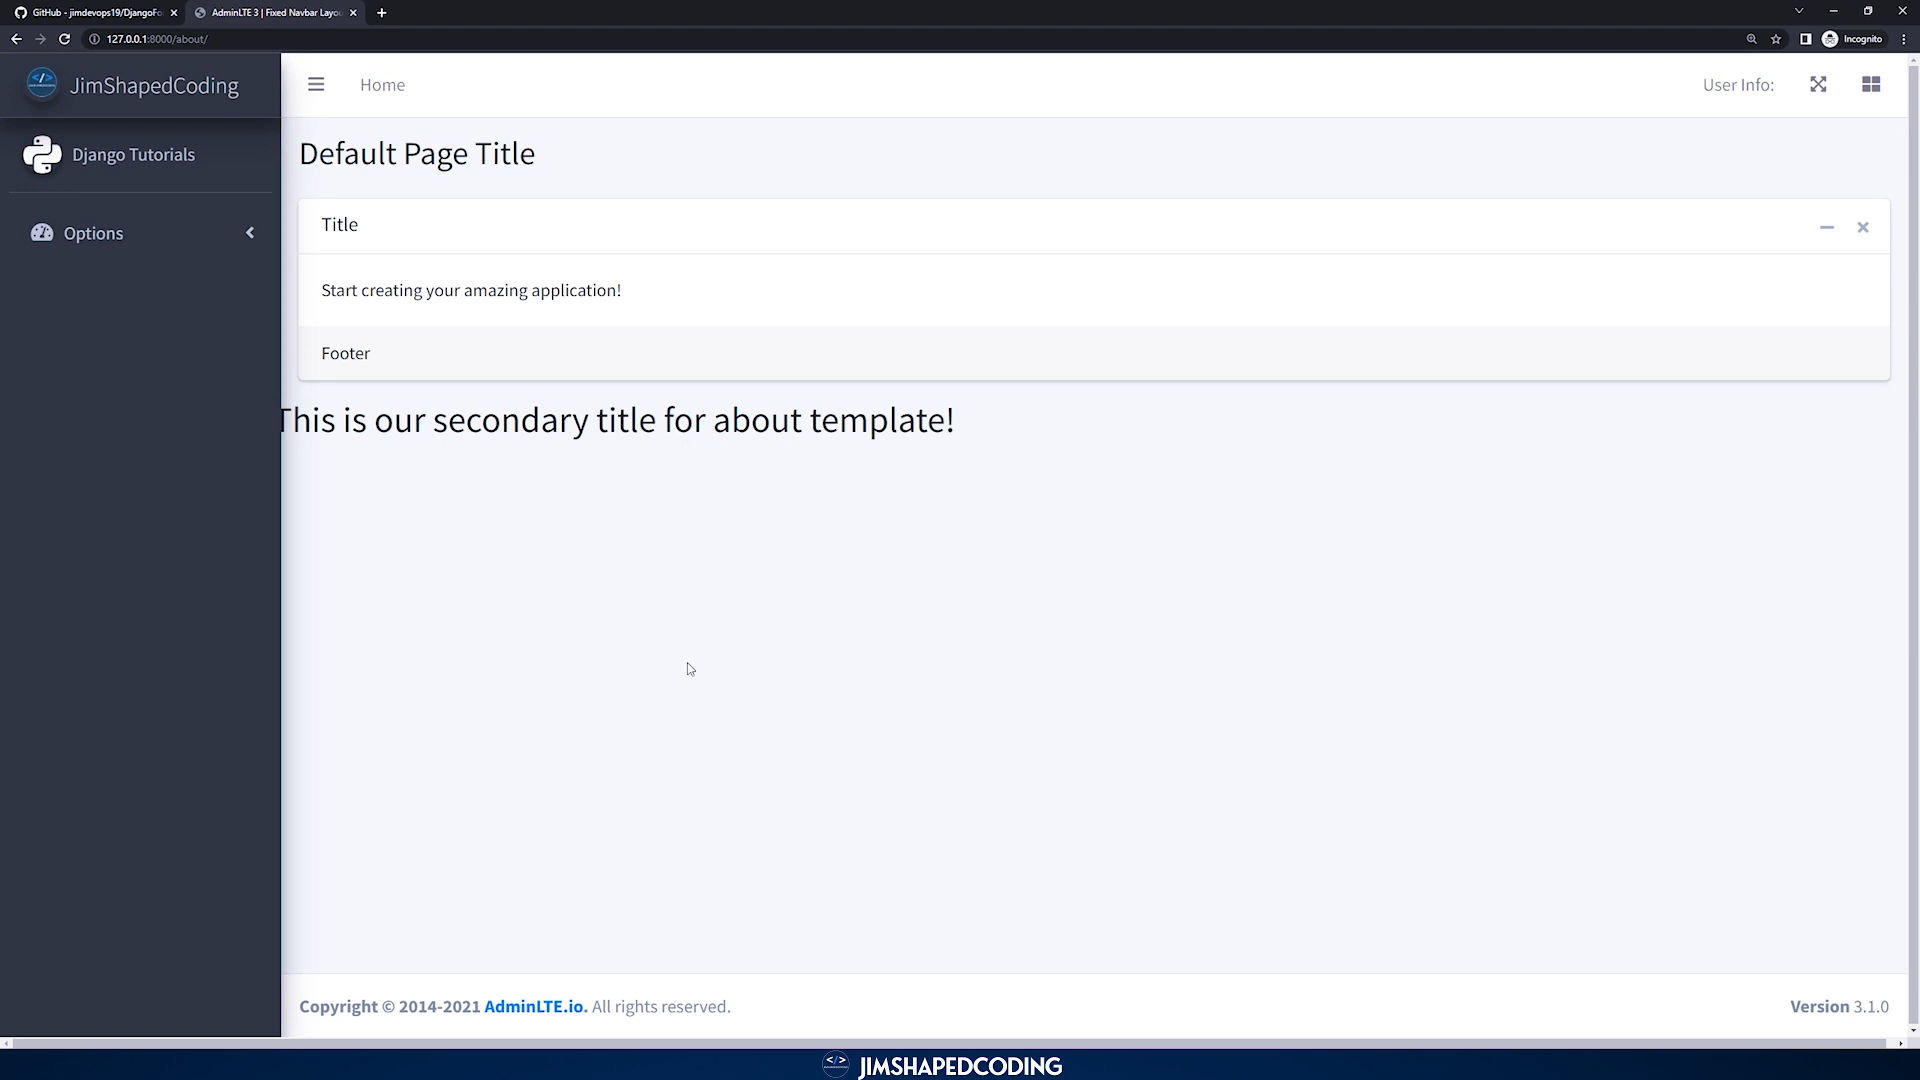 GitHub - jimdevops19/DjangoFo
AdminLTE 3 | Fixed Navbar Layou
127.0.0.1:8000/about/
Incognito
JimShapedCoding
Home
User Info:
Django Tutorials
Default Page Title
Options
Title
Start creating your amazing application!
Footer
This is our secondary title for about template!
Copyright © 2014-2021 AdminLTE.io. All rights reserved.
Version 3.1.0
</> JIMSHAPEDCODING